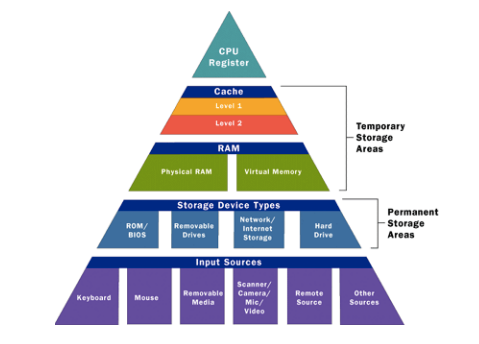 CPU
Register
Cache
Level 1
Level 2
Temporary
Storage
Areas
RAM
Physical RAM
Virtual Memory
Storage Device Types
ROM/
BIOS
Removable
Drives
Network/
Internet
Storage
Hard
Drive
Permanent
Storage
Areas
Input Sources
Keyboard
Mouse
Removable
Media
Scanner/
Camera/
Mic/
Video
Remote
Source
Other
Sources